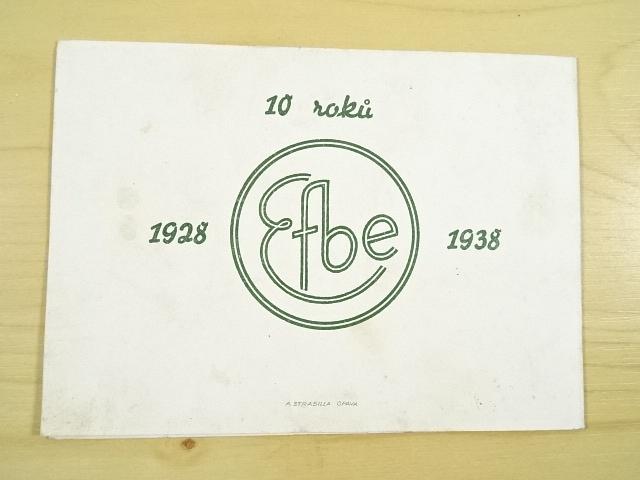 10 roků
1928
Efbe
1938
A. STRASILLA OPAVA